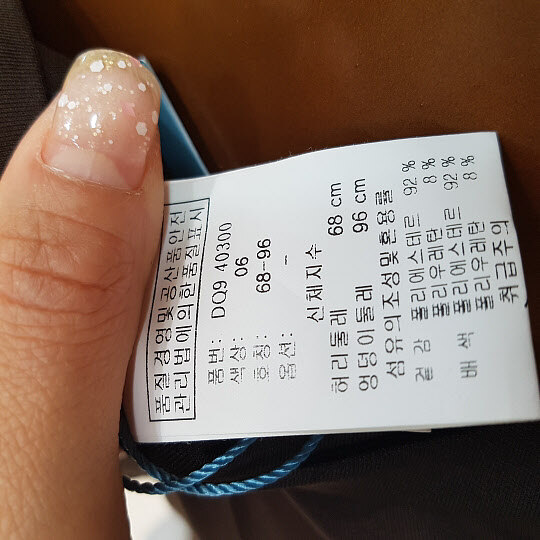 품질경영및공산품안전
관리법에의한품질표시
품번: DQ9 40300
색상: 06
호칭: 68-96
옵션: -
신체지수
허리둘레 68 cm
엉덩이둘레 96 cm
섬유의조성및혼용률
겉감 폴리에스테르 92 %
폴리우레탄 8 %
배색 폴리에스테르 92 %
폴리우레탄 8 %
취급주의